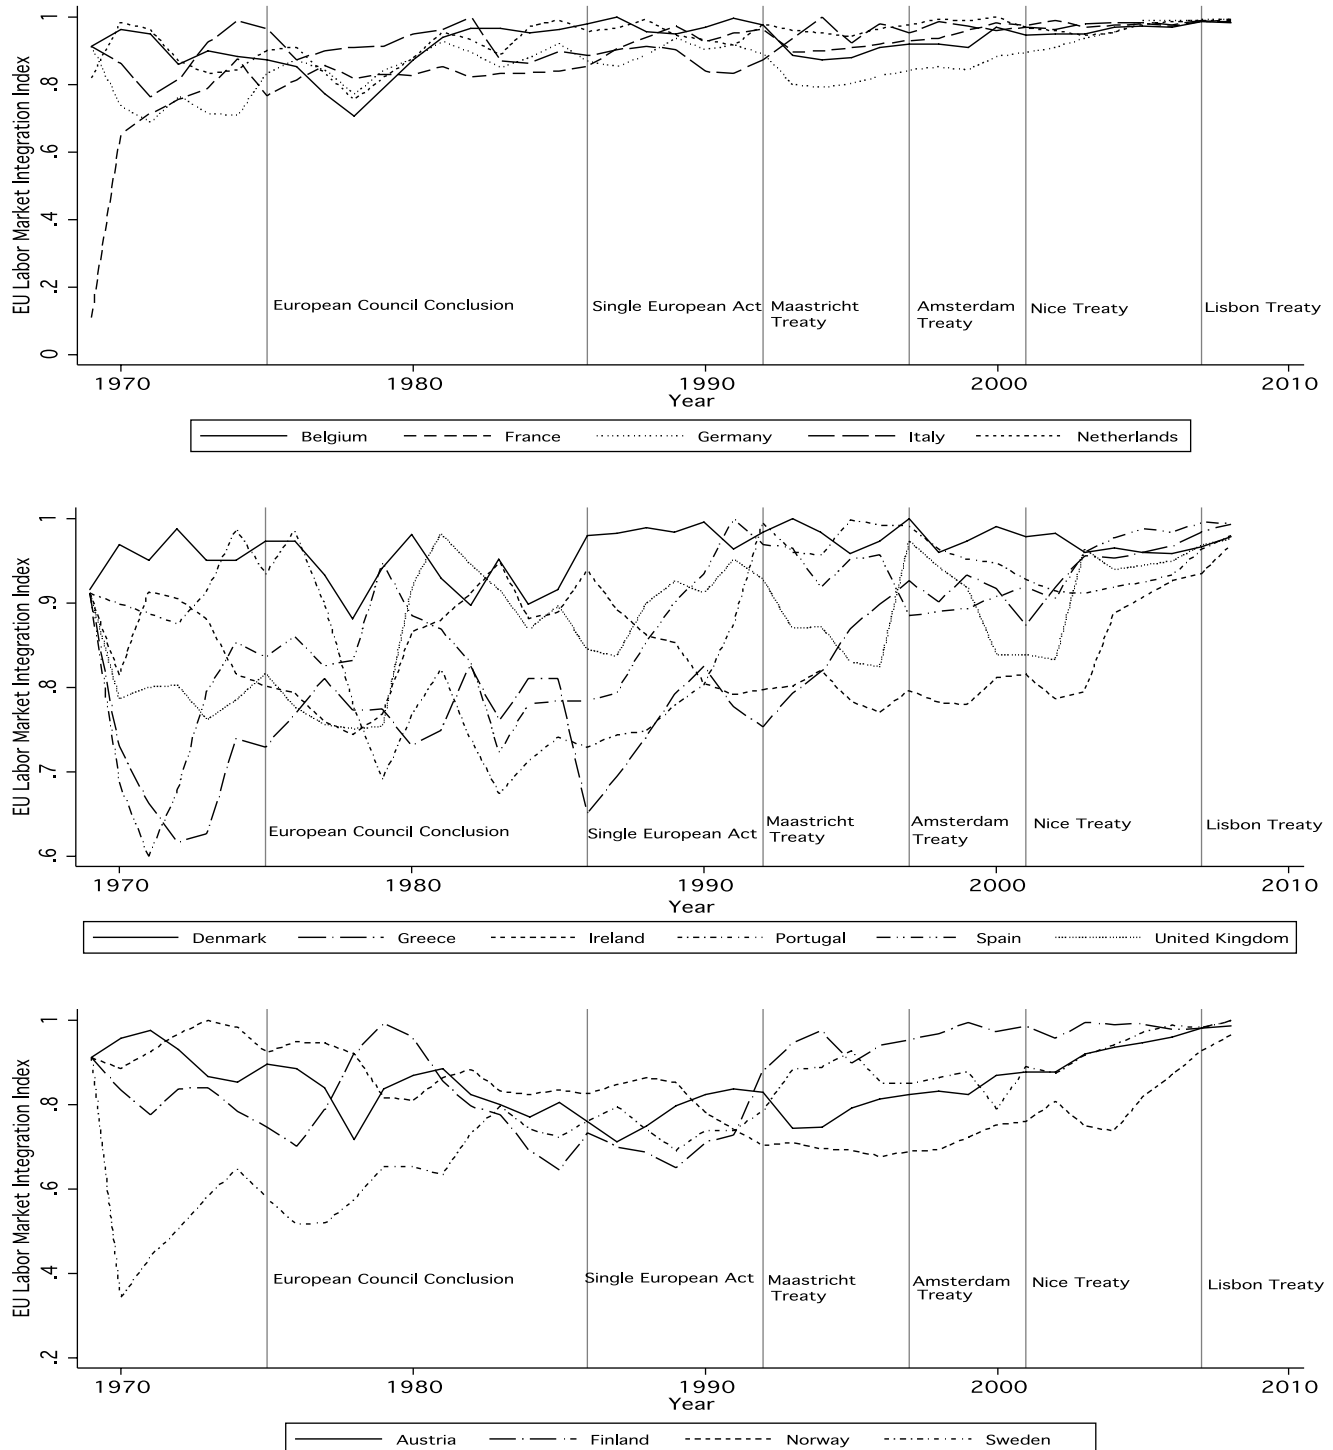 EU Labor Market Integration Index
1
.8
.6
.4
.2
0
European Council Conclusion
Single European Act
Maastricht
Treaty
Amsterdam
Treaty
Nice Treaty
Lisbon Treaty
1970 1980 1990 2000 2010
Year
Belgium France Germany Italy Netherlands
EU Labor Market Integration Index
1
.9
.8
.7
.6
European Council Conclusion
Single European Act
Maastricht
Treaty
Amsterdam
Treaty
Nice Treaty
Lisbon Treaty
1970 1980 1990 2000 2010
Year
Denmark Greece Ireland Portugal Spain United Kingdom
EU Labor Market Integration Index
1
.8
.6
.4
.2
European Council Conclusion
Single European Act
Maastricht
Treaty
Amsterdam
Treaty
Nice Treaty
Lisbon Treaty
1970 1980 1990 2000 2010
Year
Austria Finland Norway Sweden